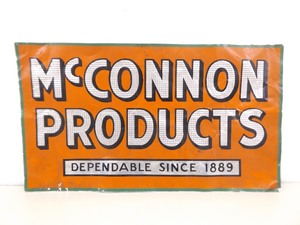 McCONNON
PRODUCTS
DEPENDABLE SINCE 1889